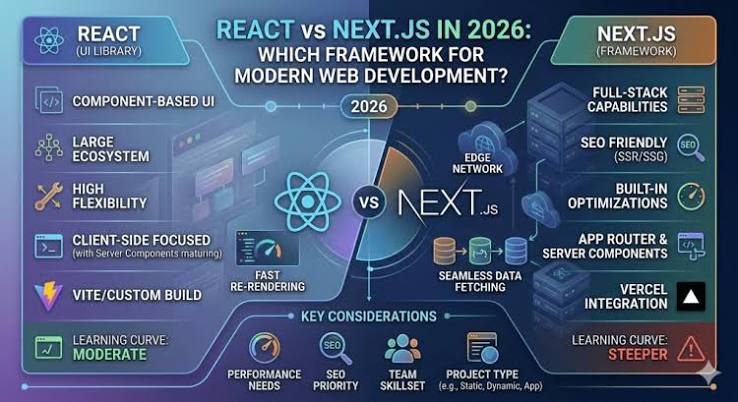 REACT
(UI LIBRARY)
REACT vs NEXT.JS IN 2026:
WHICH FRAMEWORK FOR
MODERN WEB DEVELOPMENT?
NEXT.JS
(FRAMEWORK)
2026
COMPONENT-BASED UI
LARGE
ECOSYSTEM
HIGH
FLEXIBILITY
CLIENT-SIDE FOCUSED
(with Server Components maturing)
VITE/CUSTOM BUILD
LEARNING CURVE:
MODERATE
FAST
RE-RENDERING
VS
NEXT.JS
EDGE
NETWORK
SEAMLESS DATA
FETCHING
FULL-STACK
CAPABILITIES
SEO FRIENDLY
(SSR/SSG)
SEO
BUILT-IN
OPTIMIZATIONS
APP ROUTER &
SERVER COMPONENTS
VERCEL
INTEGRATION
LEARNING CURVE:
STEEPER
KEY CONSIDERATIONS
PERFORMANCE
NEEDS
SEO
SEO
PRIORITY
TEAM
SKILLSET
PROJECT TYPE
(e.g., Static, Dynamic, App)